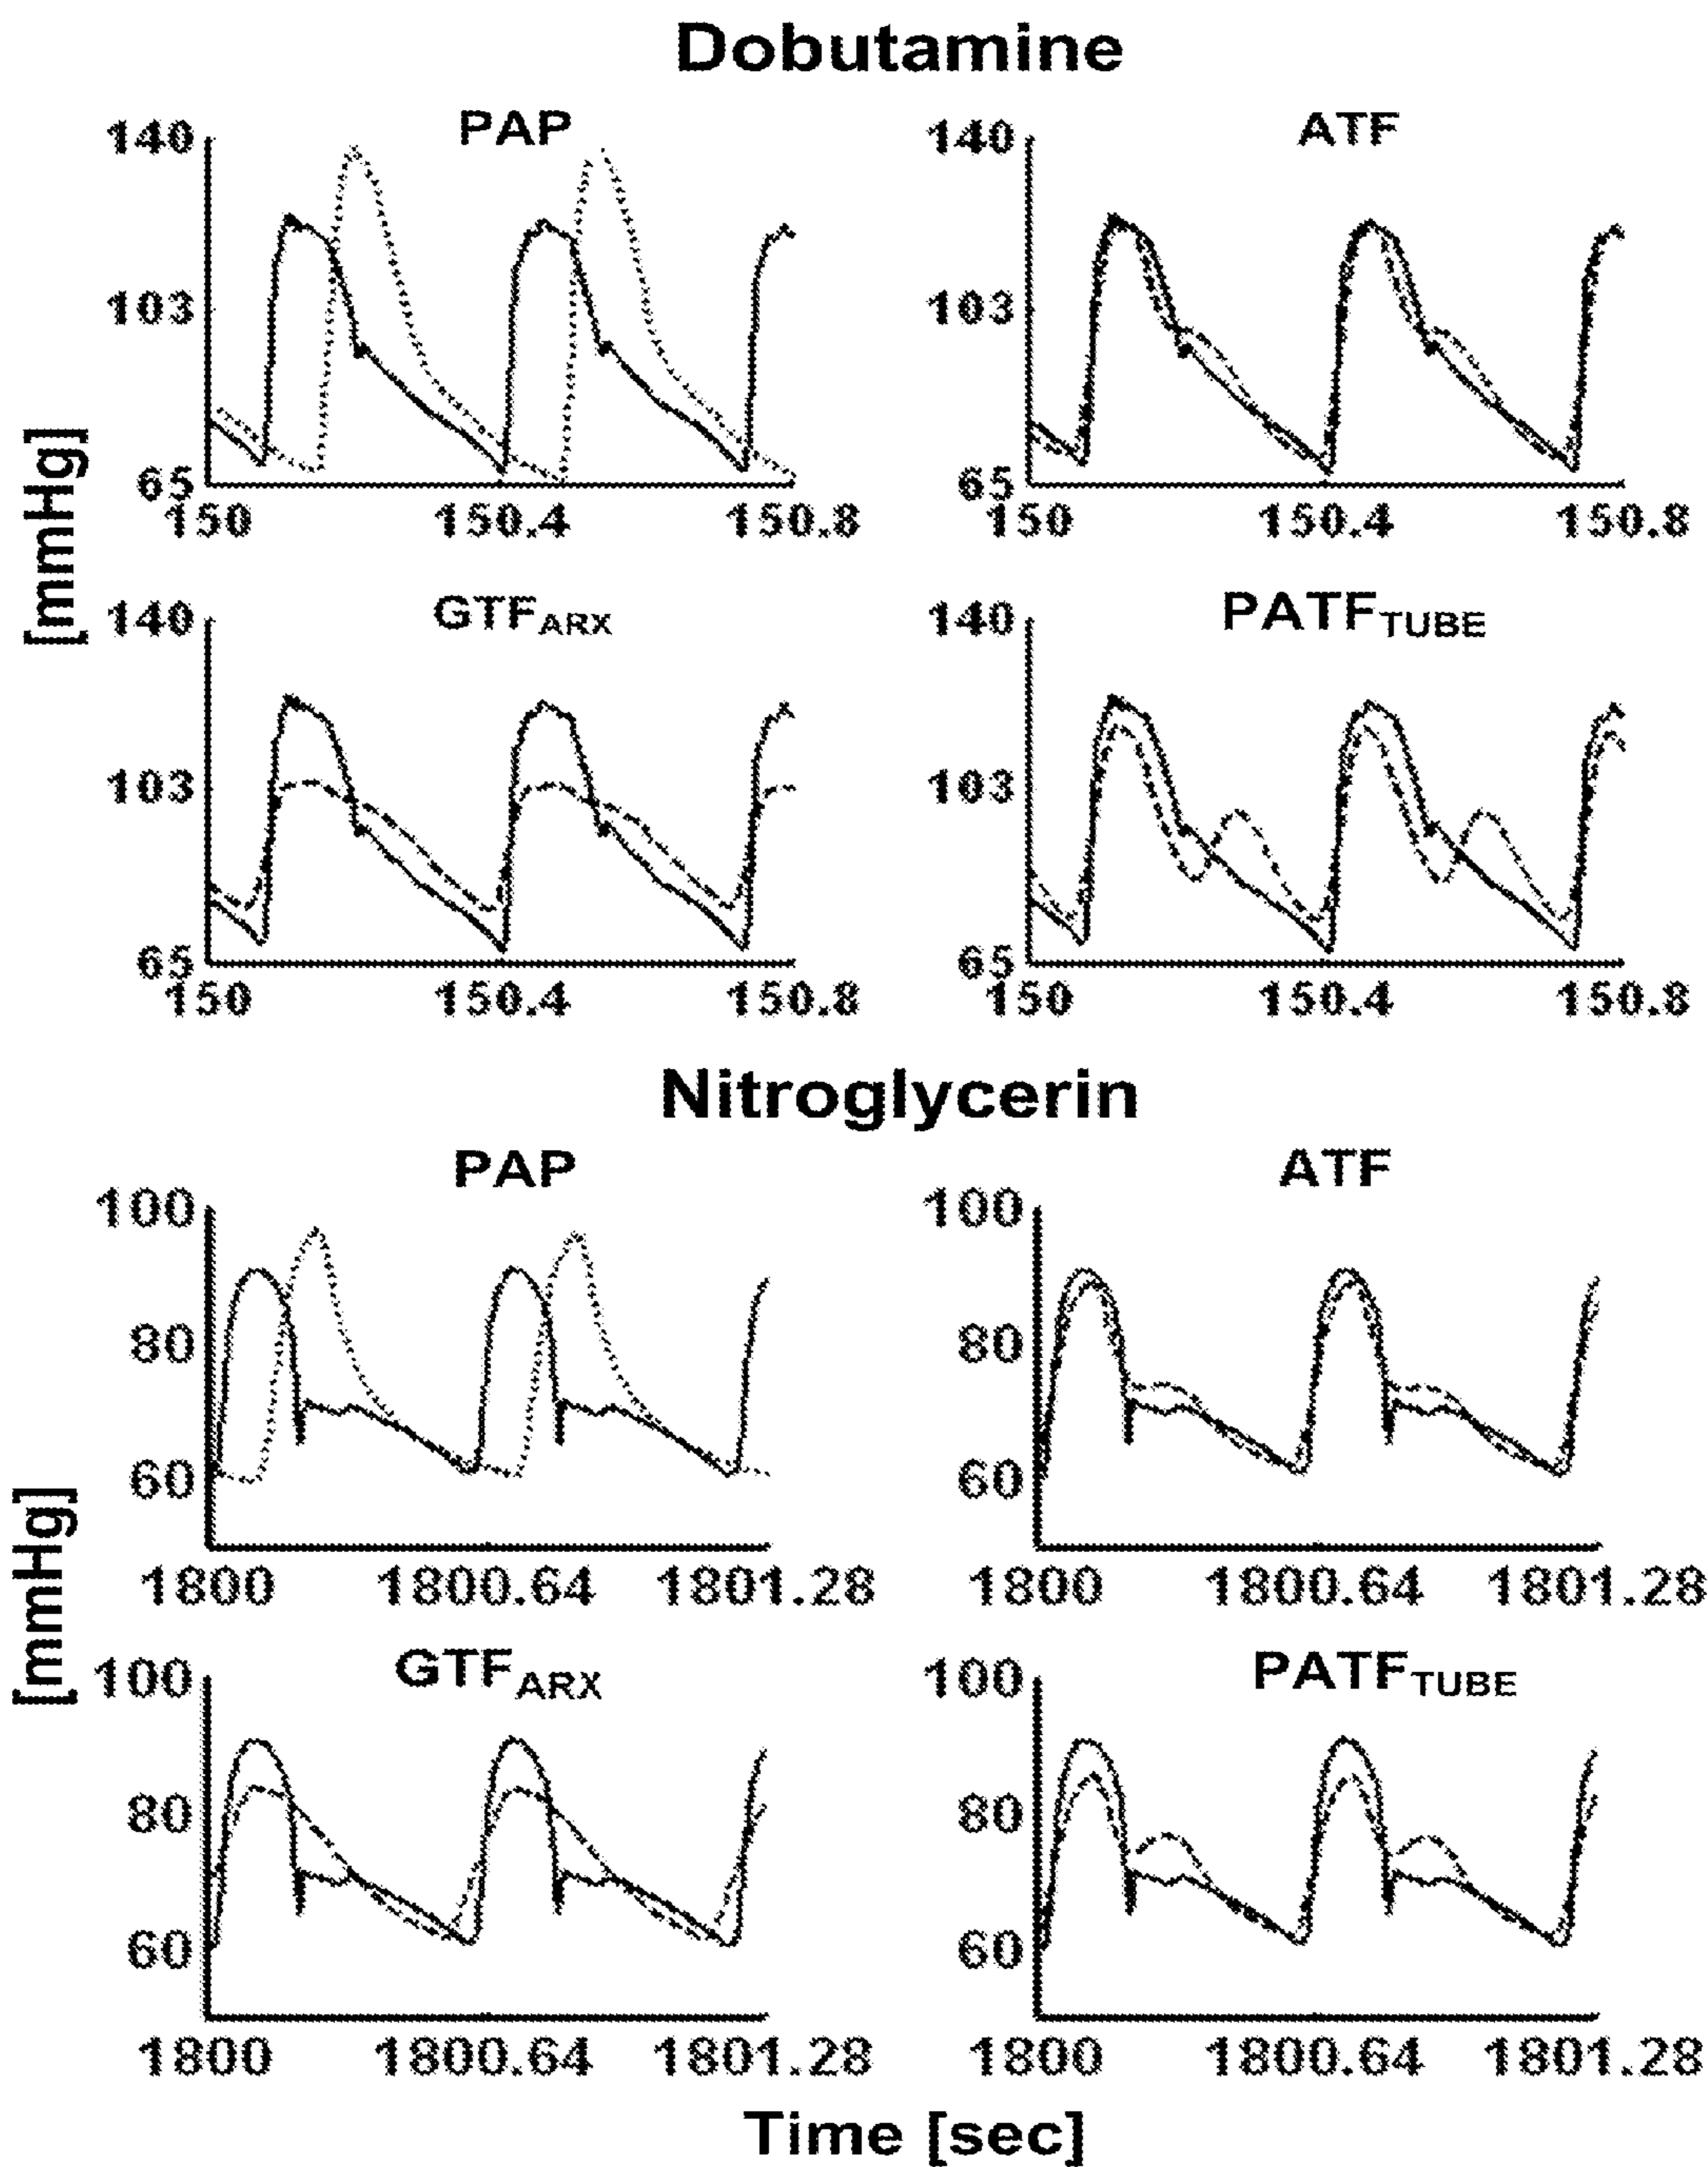 Dobutamine
PAP ATF
140 140
103 103
65 65
150 150.4 150.8 150 150.4 150.8
[mmHg]
GTFARX PATFTUBE
140 140
103 103
65 65
150 150.4 150.8 150 150.4 150.8
Nitroglycerin
PAP ATF
100 100
80 80
60 60
1800 1800.64 1801.28 1800 1800.64 1801.28
[mmHg]
GTFARX PATFTUBE
100 100
80 80
60 60
1800 1800.64 1801.28 1800 1800.64 1801.28
Time [sec]